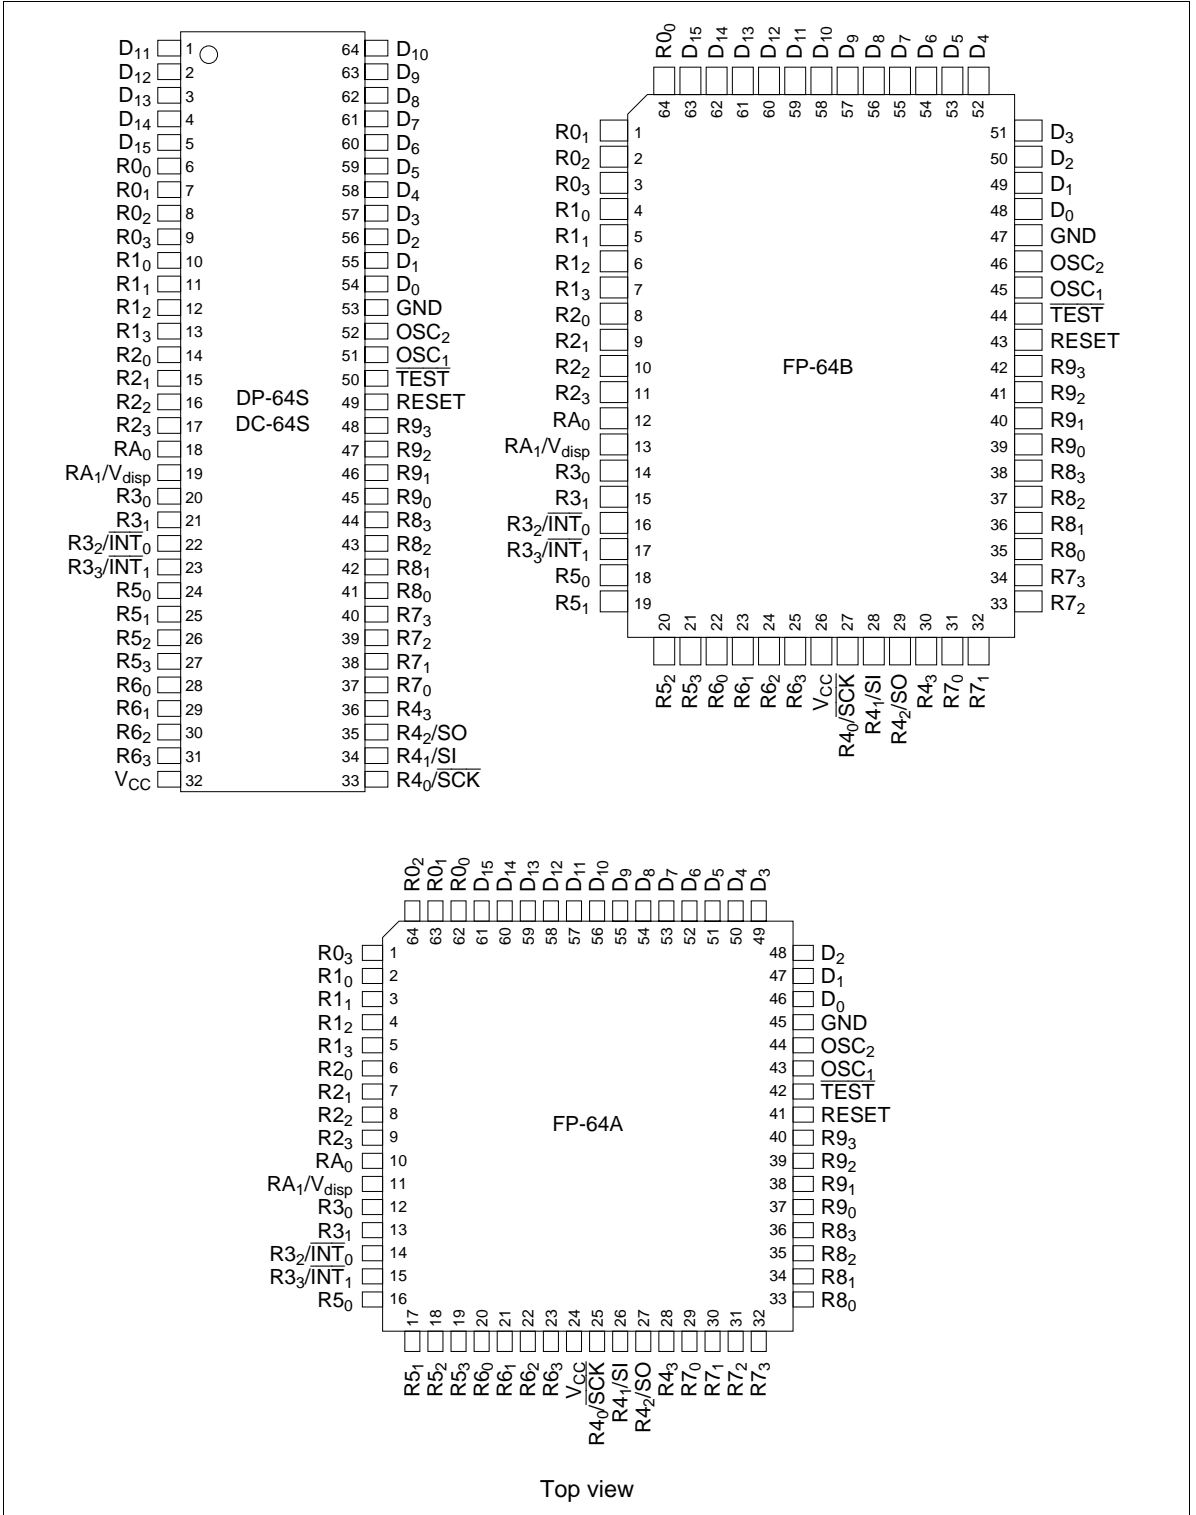 D11 1 64 D10
D12 2 63 D9
D13 3 62 D8
D14 4 61 D7
D15 5 60 D6
R00 6 59 D5
R01 7 58 D4
R02 8 57 D3
R03 9 56 D2
R10 10 55 D1
R11 11 54 D0
R12 12 53 GND
R13 13 52 OSC2
R20 14 51 OSC1
R21 15 50 TEST
R22 16 49 RESET
R23 17 48 R93
RA0 18 47 R92
RA1/Vdisp 19 46 R91
R30 20 45 R90
R31 21 44 R83
R32/INT0 22 43 R82
R33/INT1 23 42 R81
R50 24 41 R80
R51 25 40 R73
R52 26 39 R72
R53 27 38 R71
R60 28 37 R70
R61 29 36 R43
R62 30 35 R42/SO
R63 31 34 R41/SI
VCC 32 33 R40/SCK
DP-64S
DC-64S
R00 D15 D14 D13 D12 D11 D10 D9 D8 D7 D6 D5 D4
64 63 62 61 60 59 58 57 56 55 54 53 52
R01 1 51 D3
R02 2 50 D2
R03 3 49 D1
R10 4 48 D0
R11 5 47 GND
R12 6 46 OSC2
R13 7 45 OSC1
R20 8 44 TEST
R21 9 43 RESET
R22 10 42 R93
R23 11 41 R92
RA0 12 40 R91
RA1/Vdisp 13 39 R90
R30 14 38 R83
R31 15 37 R82
R32/INT0 16 36 R81
R33/INT1 17 35 R80
R50 18 34 R73
R51 19 33 R72
FP-64B
20 21 22 23 24 25 26 27 28 29 30 31 32
R52 R53 R60 R61 R62 R63 VCC R40/SCK R41/SI R42/SO R43 R70 R71
R02 R01 R00 D15 D14 D13 D12 D11 D10 D9 D8 D7 D6 D5 D4 D3
64 63 62 61 60 59 58 57 56 55 54 53 52 51 50 49
R03 1 48 D2
R10 2 47 D1
R11 3 46 D0
R12 4 45 GND
R13 5 44 OSC2
R20 6 43 OSC1
R21 7 42 TEST
R22 8 41 RESET
R23 9 40 R93
RA0 10 39 R92
RA1/Vdisp 11 38 R91
R30 12 37 R90
R31 13 36 R83
R32/INT0 14 35 R82
R33/INT1 15 34 R81
R50 16 33 R80
FP-64A
17 18 19 20 21 22 23 24 25 26 27 28 29 30 31 32
R51 R52 R53 R60 R61 R62 R63 VCC R40/SCK R41/SI R42/SO R43 R70 R71 R72 R73
Top view